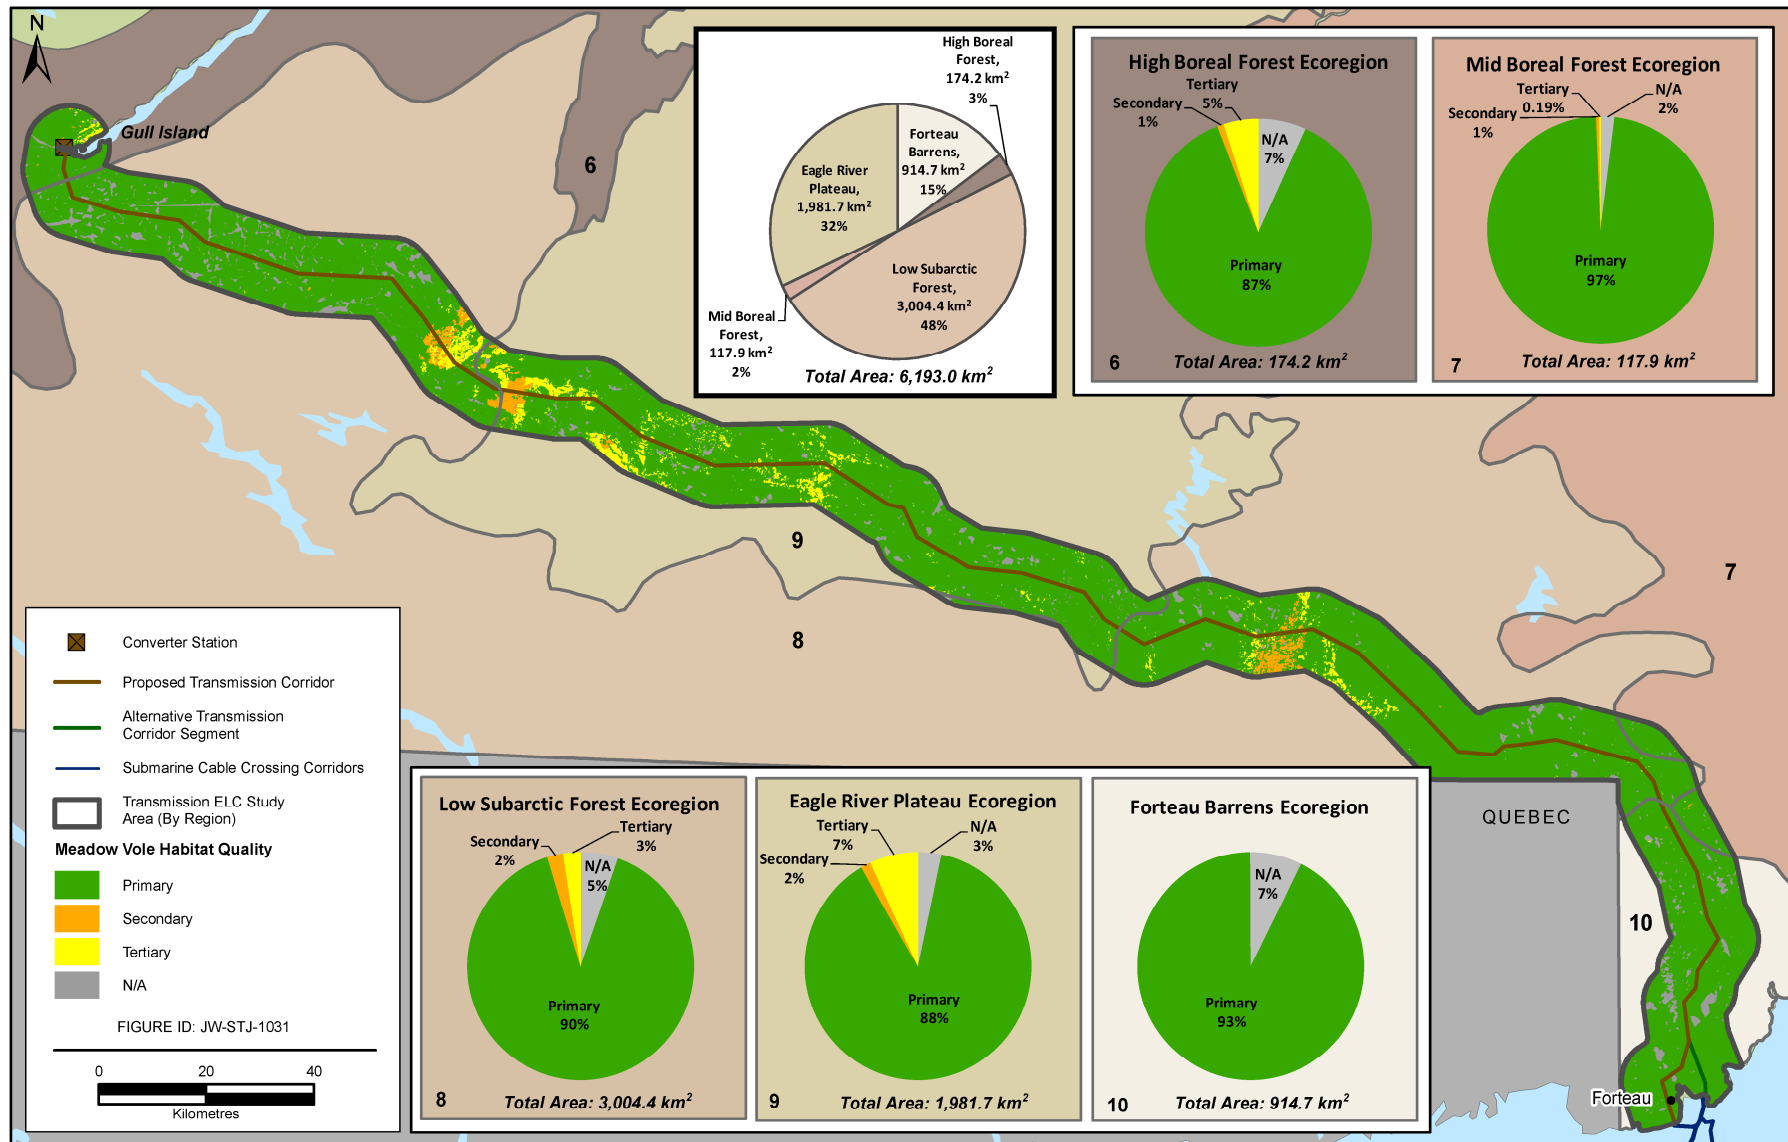 N
Gull Island
6
High Boreal
Forest,
174.2 km²
3%
Forteau
Barrens,
914.7 km²
15%
Eagle River
Plateau,
1,981.7 km²
32%
Low Subarctic
Forest,
3,004.4 km²
48%
Mid Boreal
Forest,
117.9 km²
2%
Total Area: 6,193.0 km²
High Boreal Forest Ecoregion
Tertiary
5%
Secondary
1%
N/A
7%
Primary
87%
6
Total Area: 174.2 km²
Mid Boreal Forest Ecoregion
Tertiary
0.19%
N/A
2%
Secondary
1%
Primary
97%
7
Total Area: 117.9 km²
9
8
7
10
QUEBEC
Forteau
Converter Station
Proposed Transmission Corridor
Alternative Transmission
Corridor Segment
Submarine Cable Crossing Corridors
Transmission ELC Study
Area (By Region)
Meadow Vole Habitat Quality
Primary
Secondary
Tertiary
N/A
FIGURE ID: JW-STJ-1031
0 20 40
Kilometres
Low Subarctic Forest Ecoregion
Secondary
2%
Tertiary
3%
N/A
5%
Primary
90%
8
Total Area: 3,004.4 km²
Eagle River Plateau Ecoregion
Tertiary
7%
N/A
3%
Secondary
2%
Primary
88%
9
Total Area: 1,981.7 km²
Forteau Barrens Ecoregion
N/A
7%
Primary
93%
10
Total Area: 914.7 km²